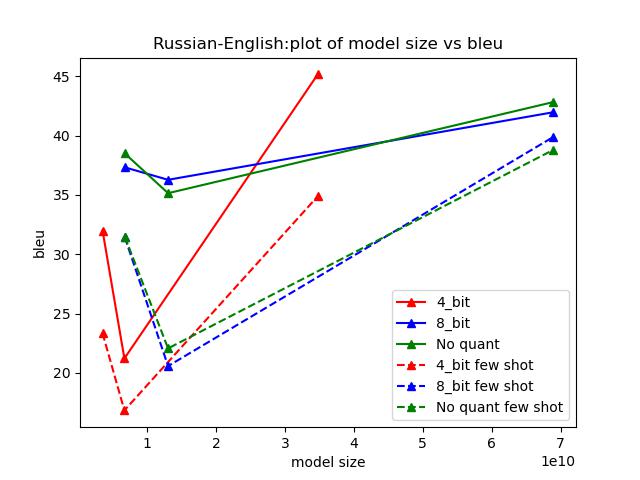 Russian-English:plot of model size vs bleu
45
40
35
30
25
20
bleu
1 2 3 4 5 6 7
1e10
model size
4_bit
8_bit
No quant
4_bit few shot
8_bit few shot
No quant few shot